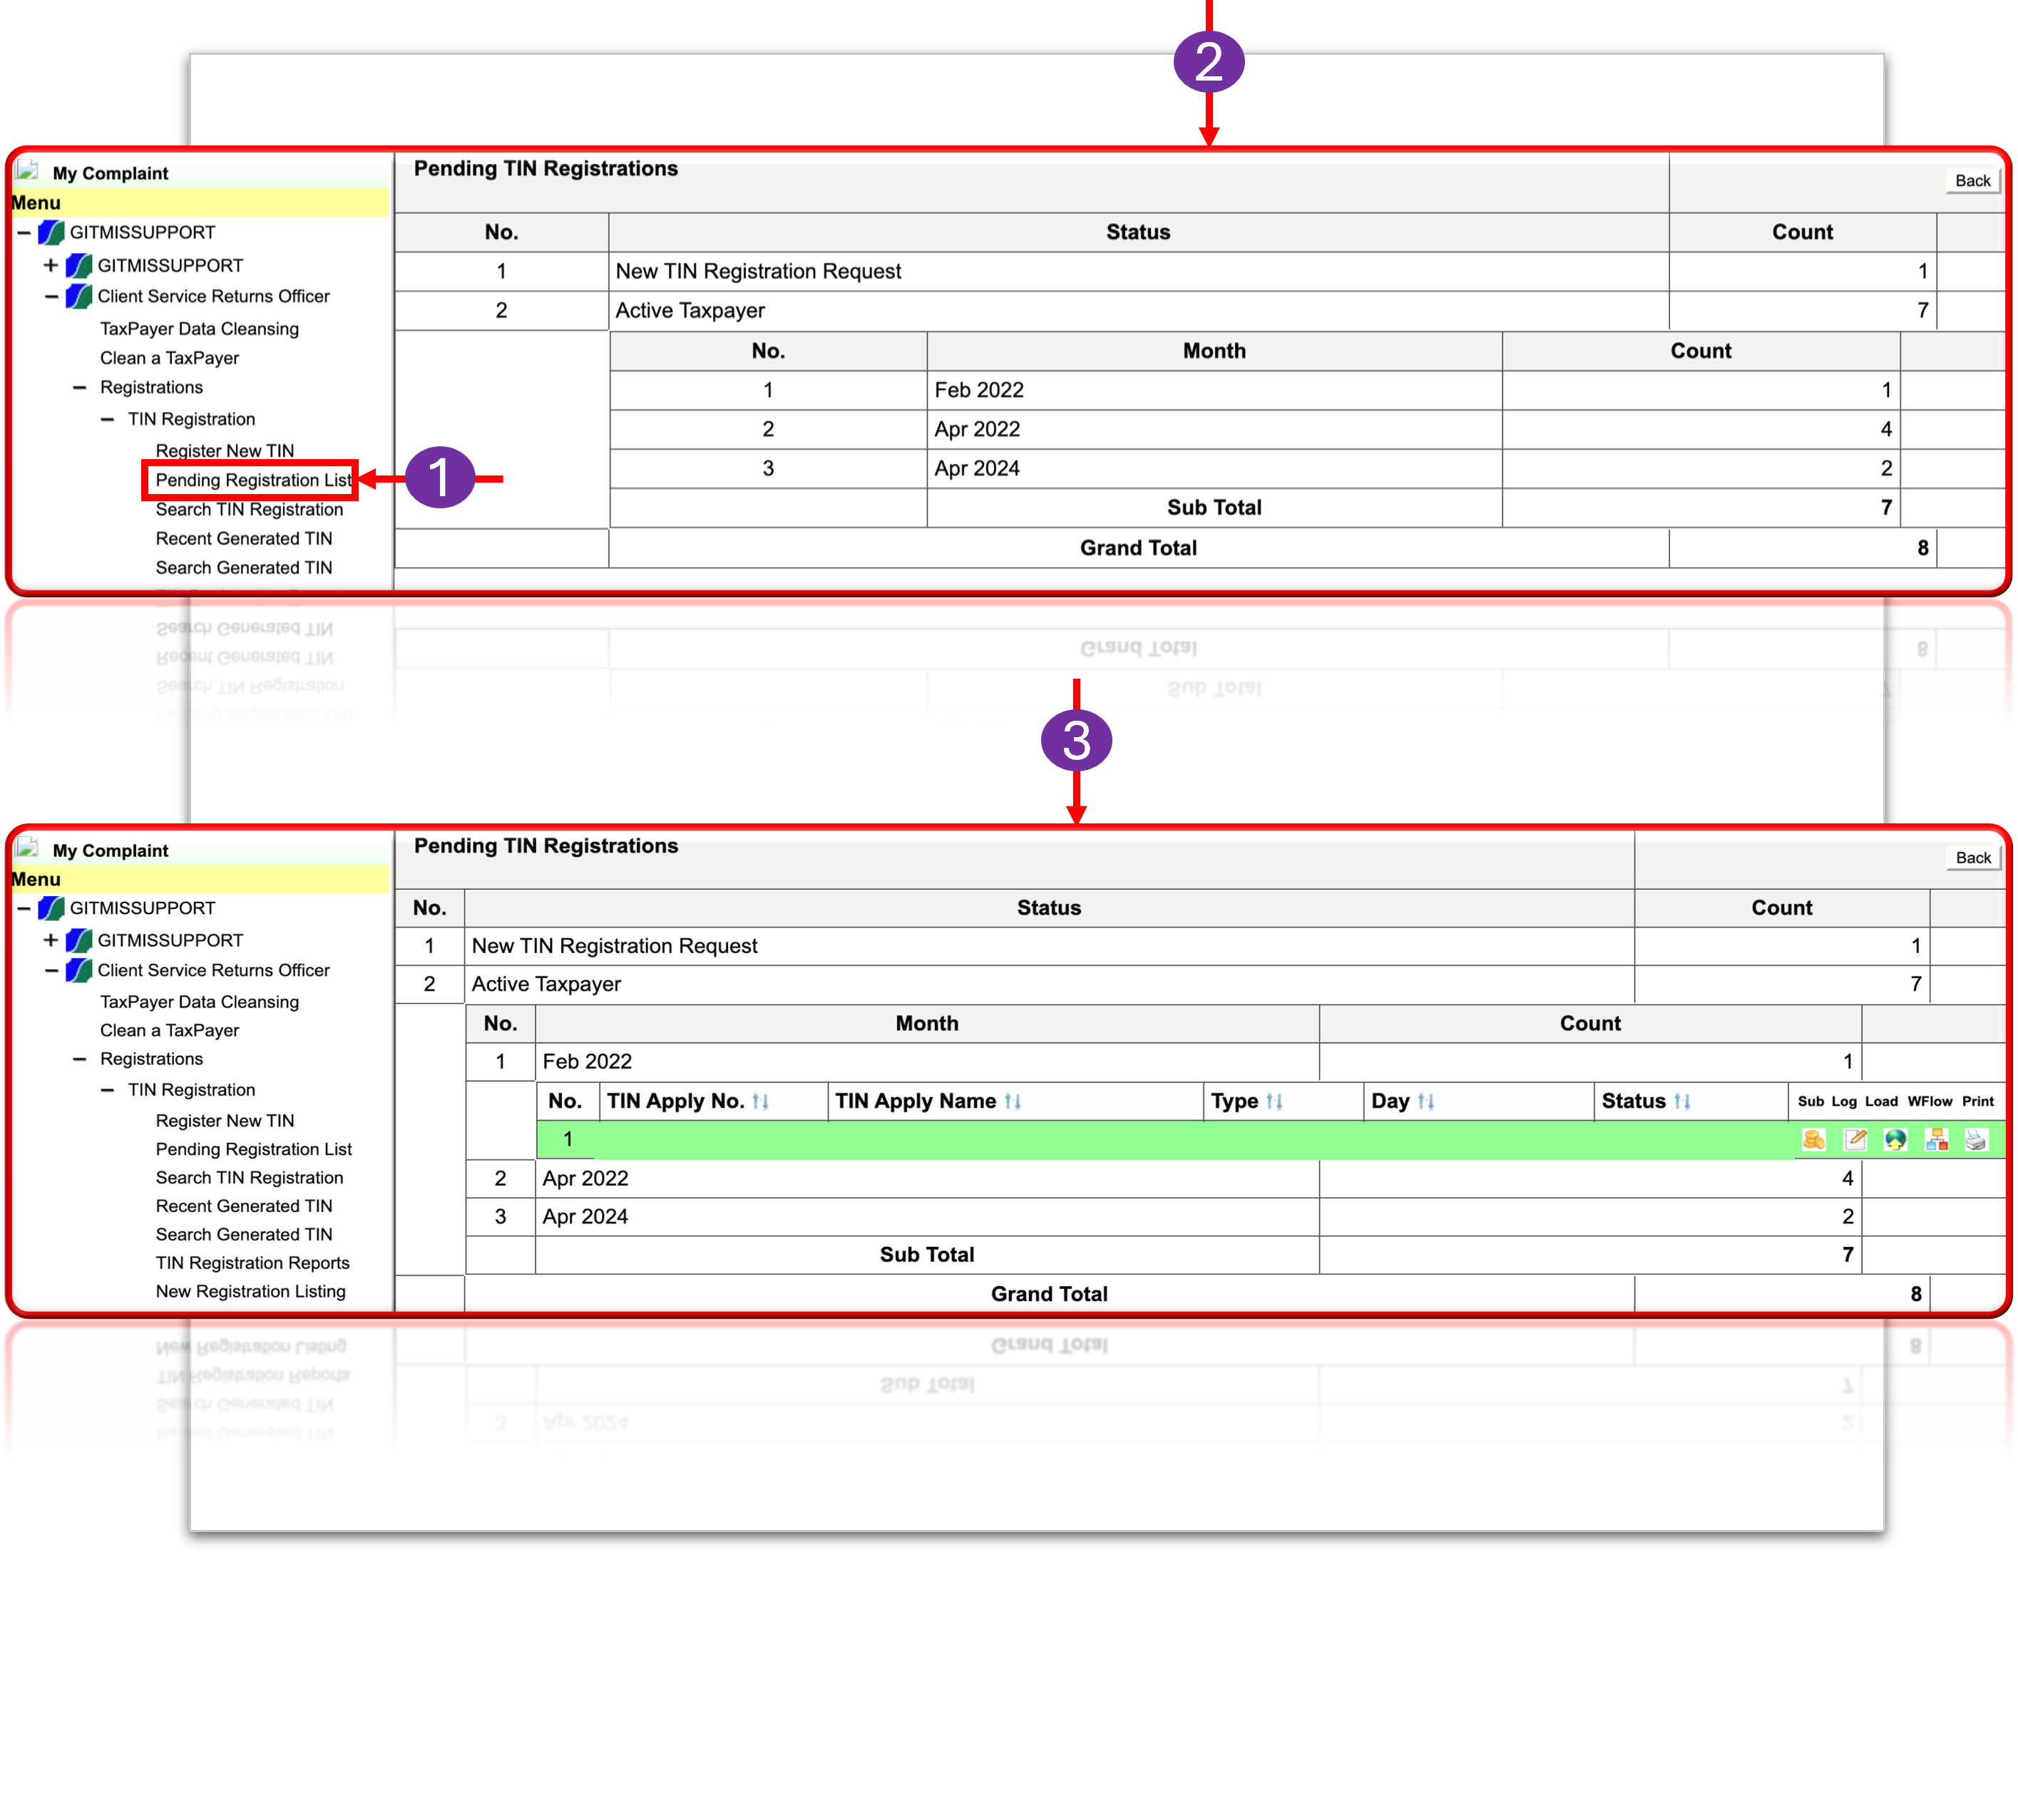 2
My Complaint
Menu
GITMISSUPPORT
GITMISSUPPORT
Client Service Returns Officer
TaxPayer Data Cleansing
Clean a TaxPayer
Registrations
TIN Registration
Register New TIN
Pending Registration List
Search TIN Registration
Recent Generated TIN
Search Generated TIN
1
Pending TIN Registrations
Back
No. Status Count
1 New TIN Registration Request 1
2 Active Taxpayer 7
No. Month Count
1 Feb 2022 1
2 Apr 2022 4
3 Apr 2024 2
Sub Total 7
Grand Total 8
3
My Complaint
Menu
GITMISSUPPORT
GITMISSUPPORT
Client Service Returns Officer
TaxPayer Data Cleansing
Clean a TaxPayer
Registrations
TIN Registration
Register New TIN
Pending Registration List
Search TIN Registration
Recent Generated TIN
Search Generated TIN
TIN Registration Reports
New Registration Listing
Pending TIN Registrations
Back
No. Status Count
1 New TIN Registration Request 1
2 Active Taxpayer 7
No. Month Count
1 Feb 2022 1
No. TIN Apply No. TIN Apply Name Type Day Status Sub Log Load WFlow Print
1
2 Apr 2022 4
3 Apr 2024 2
Sub Total 7
Grand Total 8